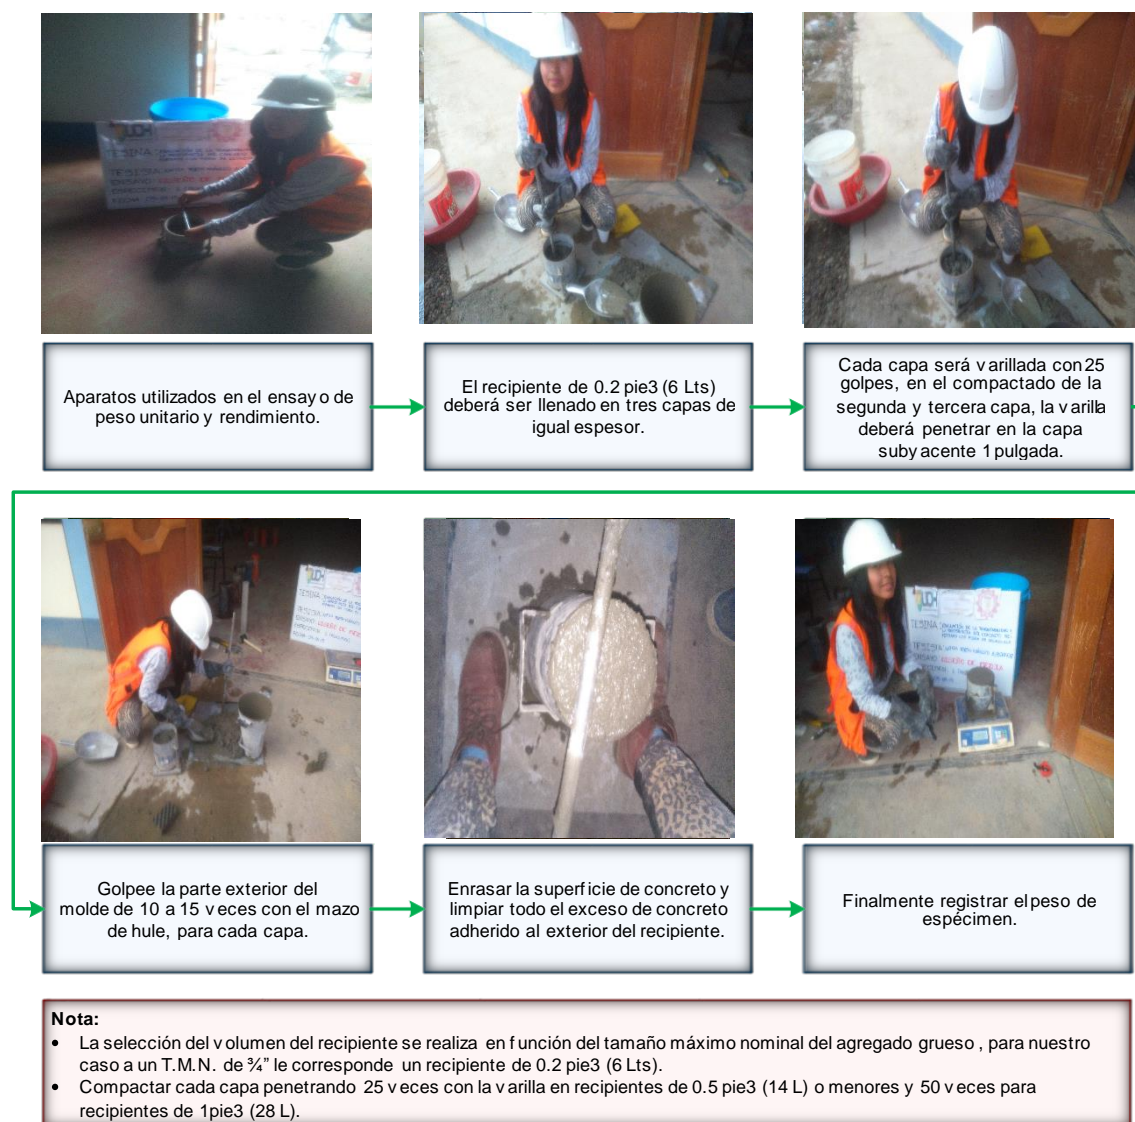 UCH
TESINA:
TESISTA:
ENSAYO:
Aparatos utilizados en el ensayo de
peso unitario y rendimiento.
El recipiente de 0.2 pie3 (6 Lts)
deberá ser llenado en tres capas de
igual espesor.
Cada capa será varillada con 25
golpes, en el compactado de la
segunda y tercera capa, la varilla
deberá penetrar en la capa
subyacente 1 pulgada.
TESINA:
TESINA:
Golpee la parte exterior del
molde de 10 a 15 veces con el mazo
de hule, para cada capa.
Enrasar la superficie de concreto y
limpiar todo el exceso de concreto
adherido al exterior del recipiente.
Finalmente registrar el peso de
espécimen.
Nota:
• La selección del volumen del recipiente se realiza en función del tamaño máximo nominal del agregado grueso , para nuestro
caso a un T.M.N. de ¾” le corresponde un recipiente de 0.2 pie3 (6 Lts).
• Compactar cada capa penetrando 25 veces con la varilla en recipientes de 0.5 pie3 (14 L) o menores y 50 veces para
recipientes de 1pie3 (28 L).